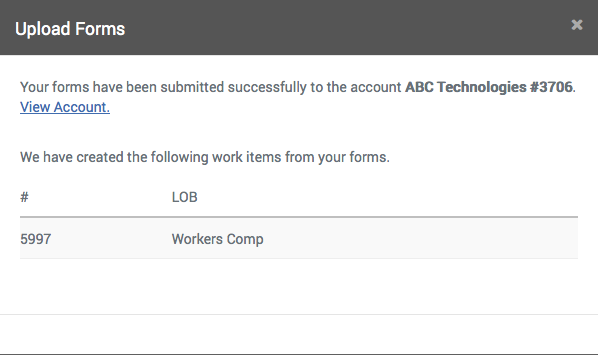 Upload Forms ×
Your forms have been submitted successfully to the account ABC Technologies #3706.
View Account.
We have created the following work items from your forms.
# LOB
5997 Workers Comp